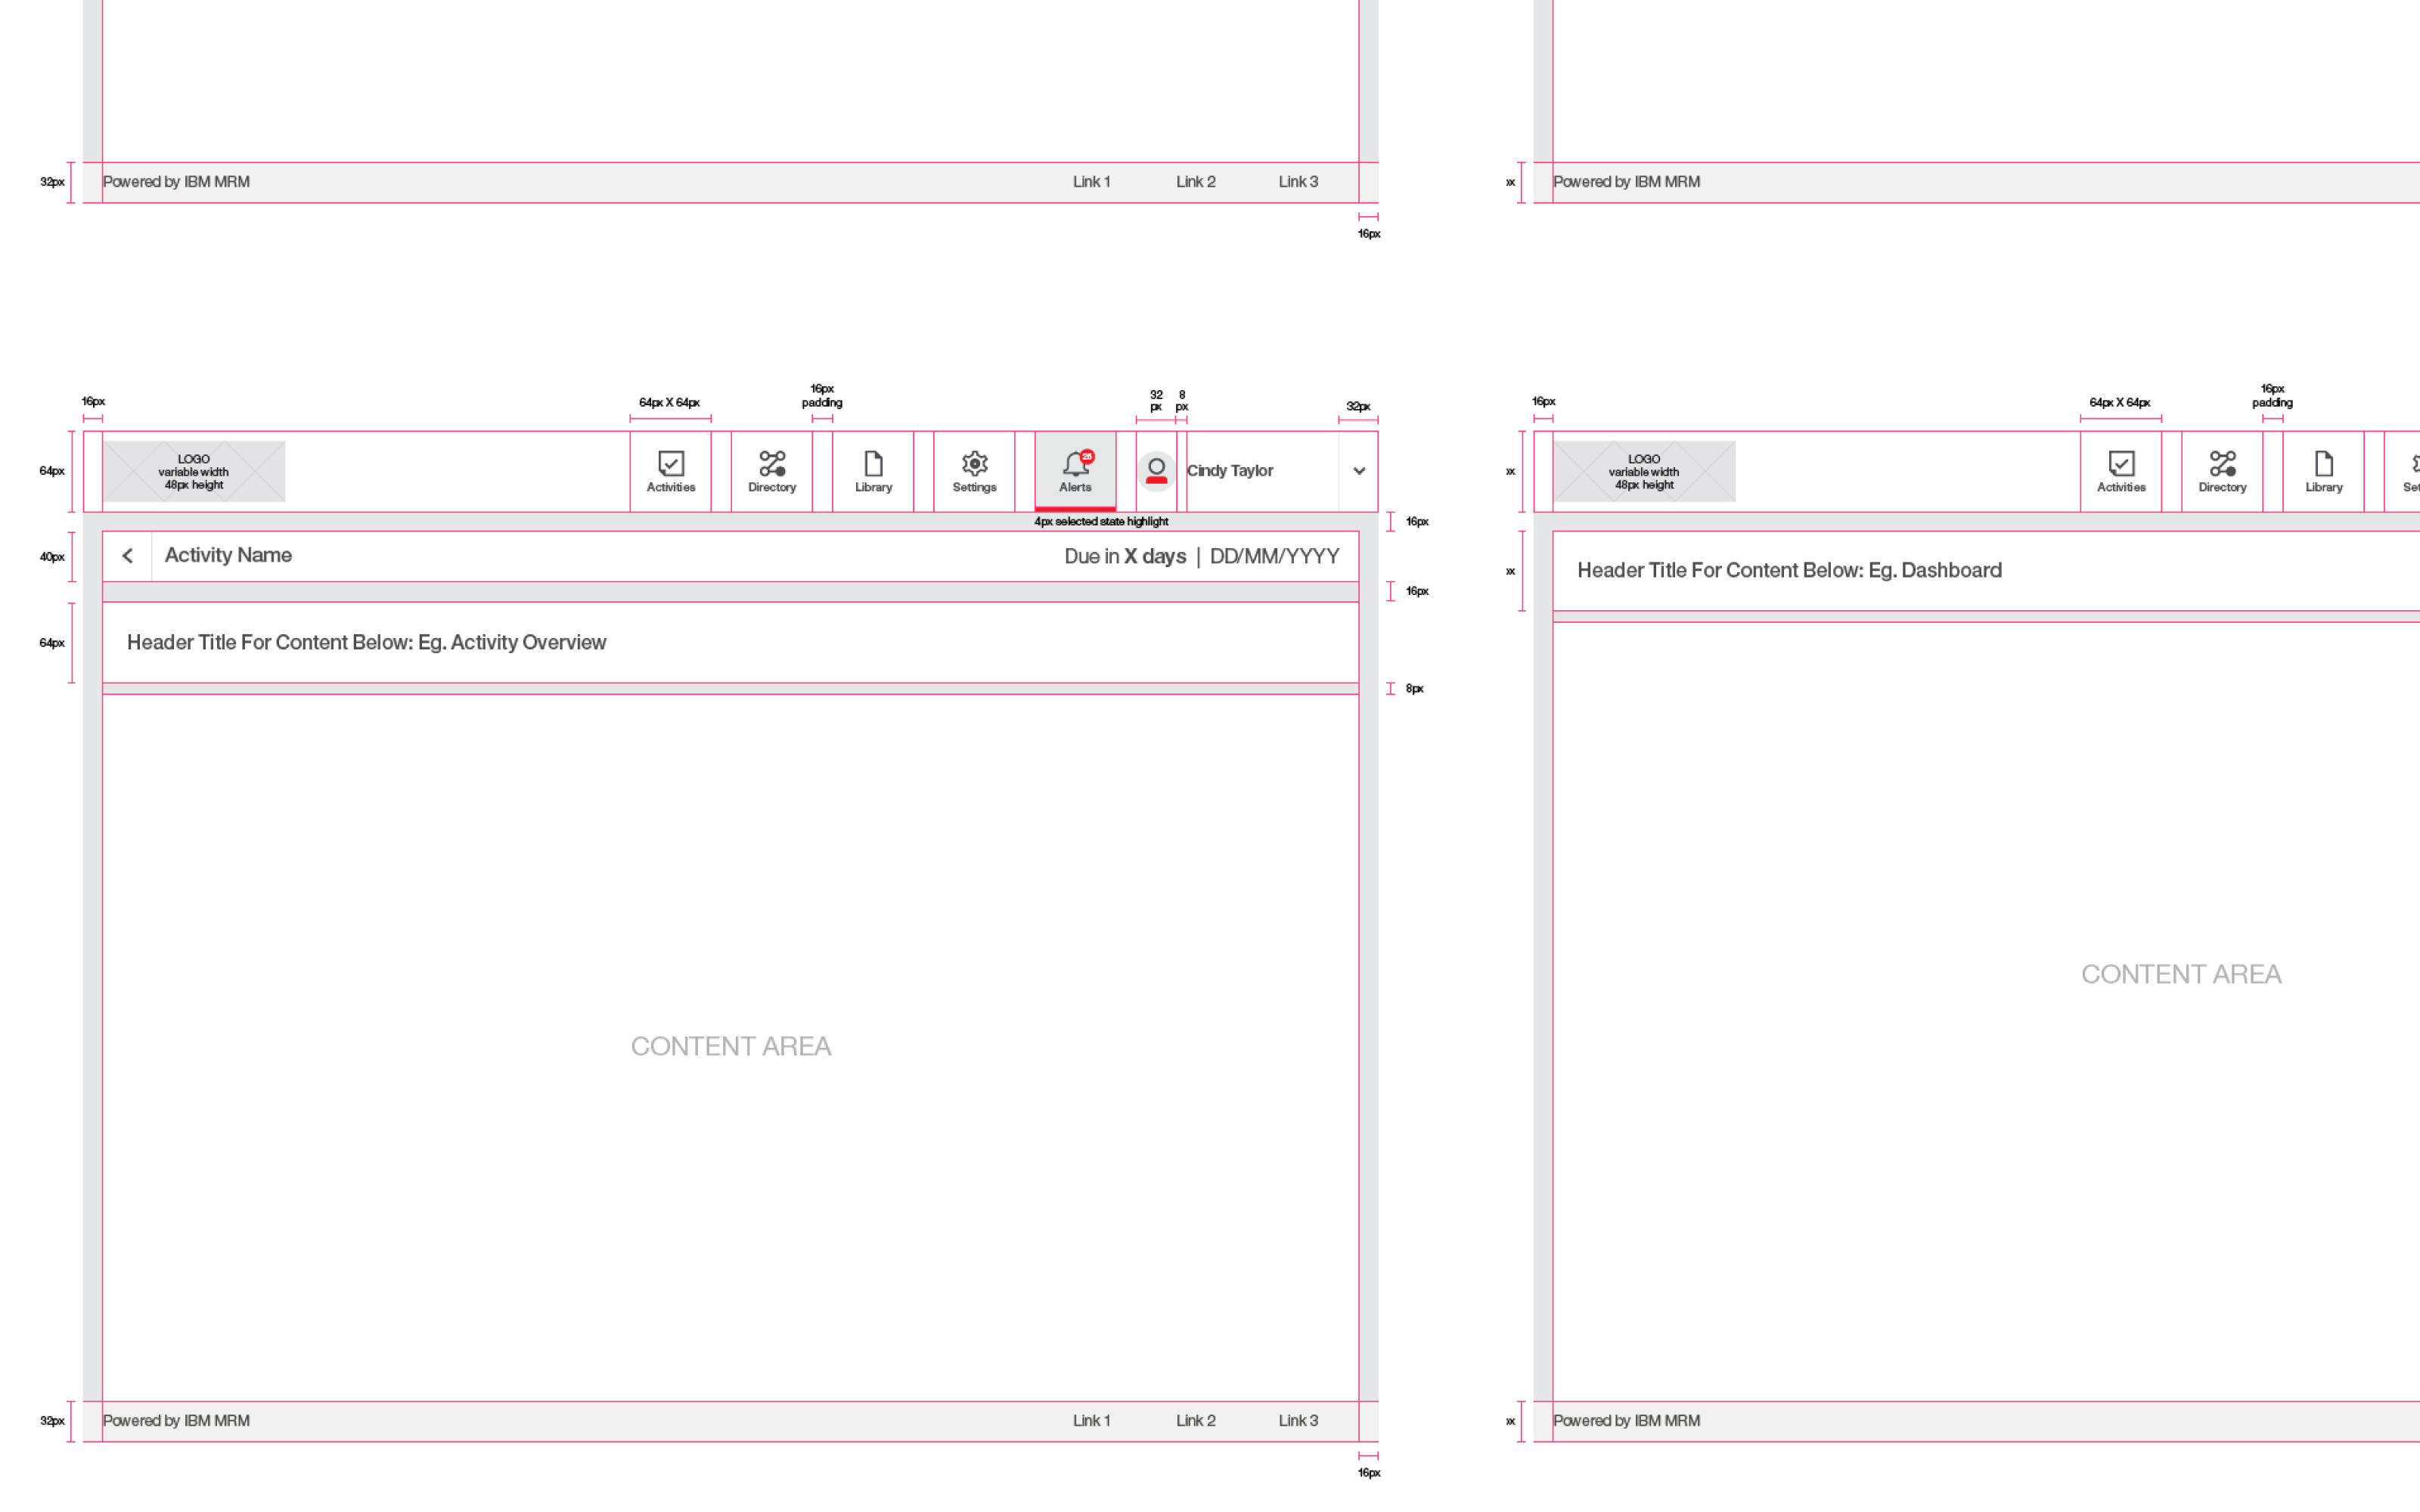 32px
Powered by IBM MRM
Link 1
Link 2
Link 3
16px
px
Powered by IBM MRM
16px
64px X 64px
16px
padding
32
px
8
px
32px
64px
LOGO
variable width
48px height
Activities
Directory
Library
Settings
26
Alerts
Cindy Taylor
4px selected state highlight
16px
40px
Activity Name
Due in X days | DD/MM/YYYY
16px
64px
Header Title For Content Below: Eg. Activity Overview
8px
CONTENT AREA
32px
Powered by IBM MRM
Link 1
Link 2
Link 3
16px
16px
64px X 64px
16px
padding
px
LOGO
variable width
48px height
Activities
Directory
Library
px
Header Title For Content Below: Eg. Dashboard
CONTENT AREA
px
Powered by IBM MRM